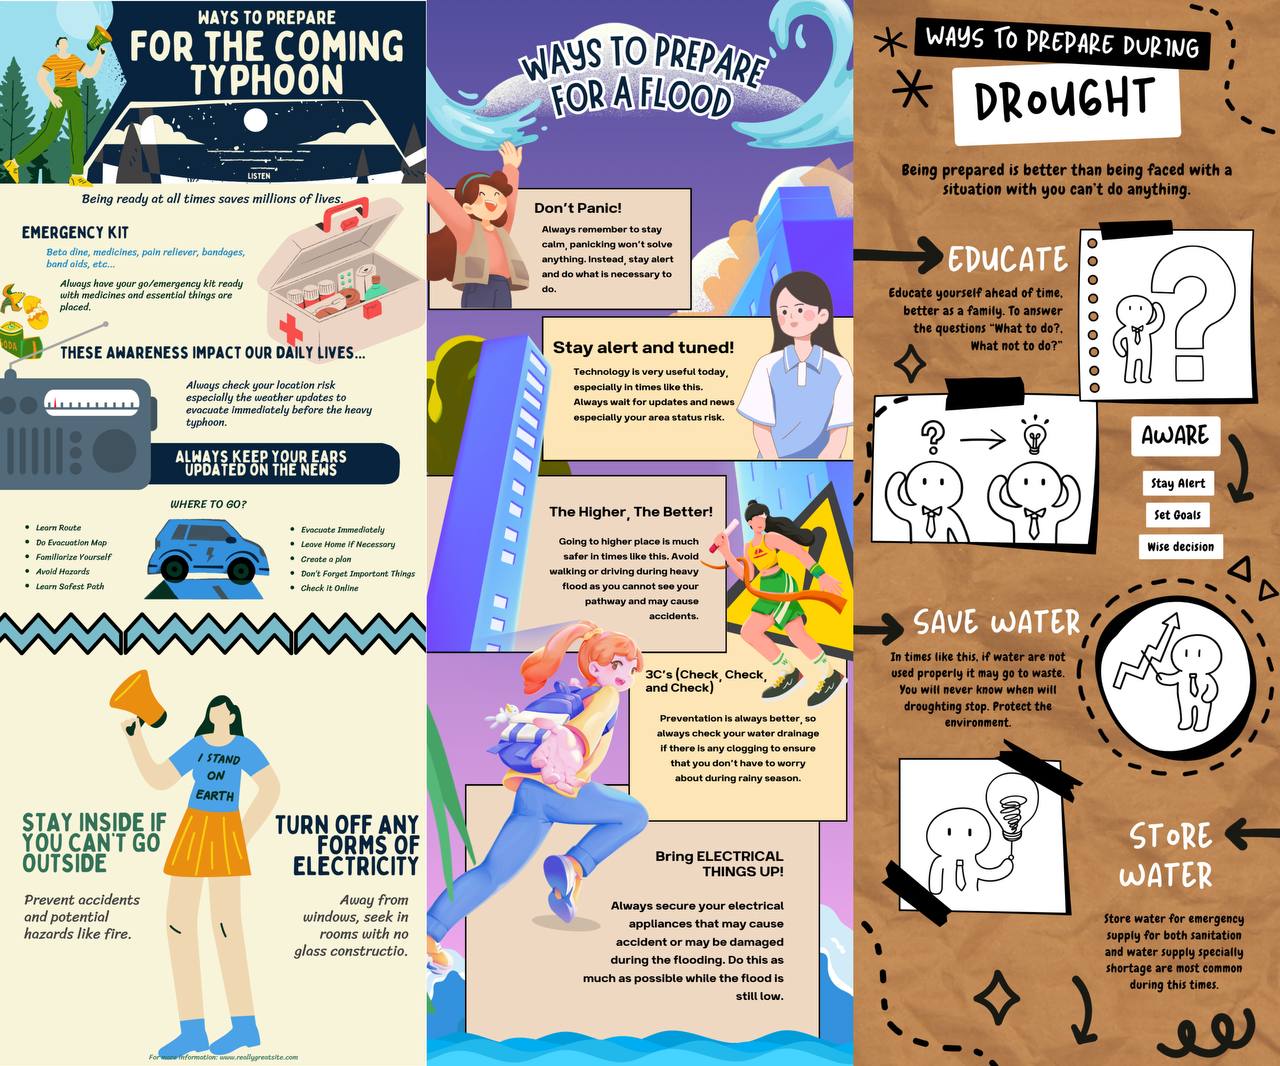 WAYS TO PREPARE
FOR THE COMING
TYPHOON
LISTEN
Being ready at all times saves millions of lives.
EMERGENCY KIT
Beta dine, medicines, pain reliever, bandages,
band aids, etc...
Always have your go/emergency kit ready
with medicines and essential things are
placed.
SODA
THESE AWARENESS IMPACT OUR DAILY LIVES...
Always check your location risk
especially the weather updates to
evacuate immediately before the heavy
typhoon.
ALWAYS KEEP YOUR EARS
UPDATED ON THE NEWS
WHERE TO GO?
• Learn Route
• Do Evacuation Map
• Familiarize Yourself
• Avoid Hazards
• Learn Safest Path
• Evacuate Immediately
• Leave Home if Necessary
• Create a plan
• Don't Forget Important Things
• Check it Online
I STAND
ON
EARTH
STAY INSIDE IF
YOU CAN'T GO
OUTSIDE
Prevent accidents
and potential
hazards like fire.
TURN OFF ANY
FORMS OF
ELECTRICITY
Away from
windows, seek in
rooms with no
glass constructio.
For more information: www.reallygreatsite.com
WAYS TO PREPARE
FOR A FLOOD
Don't Panic!
Always remember to stay
calm, panicking won't solve
anything. Instead, stay alert
and do what is necessary to
do.
Stay alert and tuned!
Technology is very useful today,
especially in times like this.
Always wait for updates and news
especially your area status risk.
The Higher, The Better!
Going to higher place is much
safer in times like this. Avoid
walking or driving during heavy
flood as you cannot see your
pathway and may cause
accidents.
3C's (Check, Check,
and Check)
Preventation is always better, so
always check your water drainage
if there is any clogging to ensure
that you don't have to worry
about during rainy season.
Bring ELECTRICAL
THINGS UP!
Always secure your electrical
appliances that may cause
accident or may be damaged
during the flooding. Do this as
much as possible while the flood is
still low.
WAYS TO PREPARE DURING
DROUGHT
Being prepared is better than being faced with a
situation with you can't do anything.
EDUCATE
Educate yourself ahead of time,
better as a family. To answer
the questions "What to do?,
What not to do?"
?
?
AWARE
Stay Alert
Set Goals
Wise decision
SAVE WATER
In times like this, if water are not
used properly it may go to waste.
You will never know when will
droughting stop. Protect the
environment.
STORE
WATER
Store water for emergency
supply for both sanitation
and water supply specially
shortage are most common
during this times.